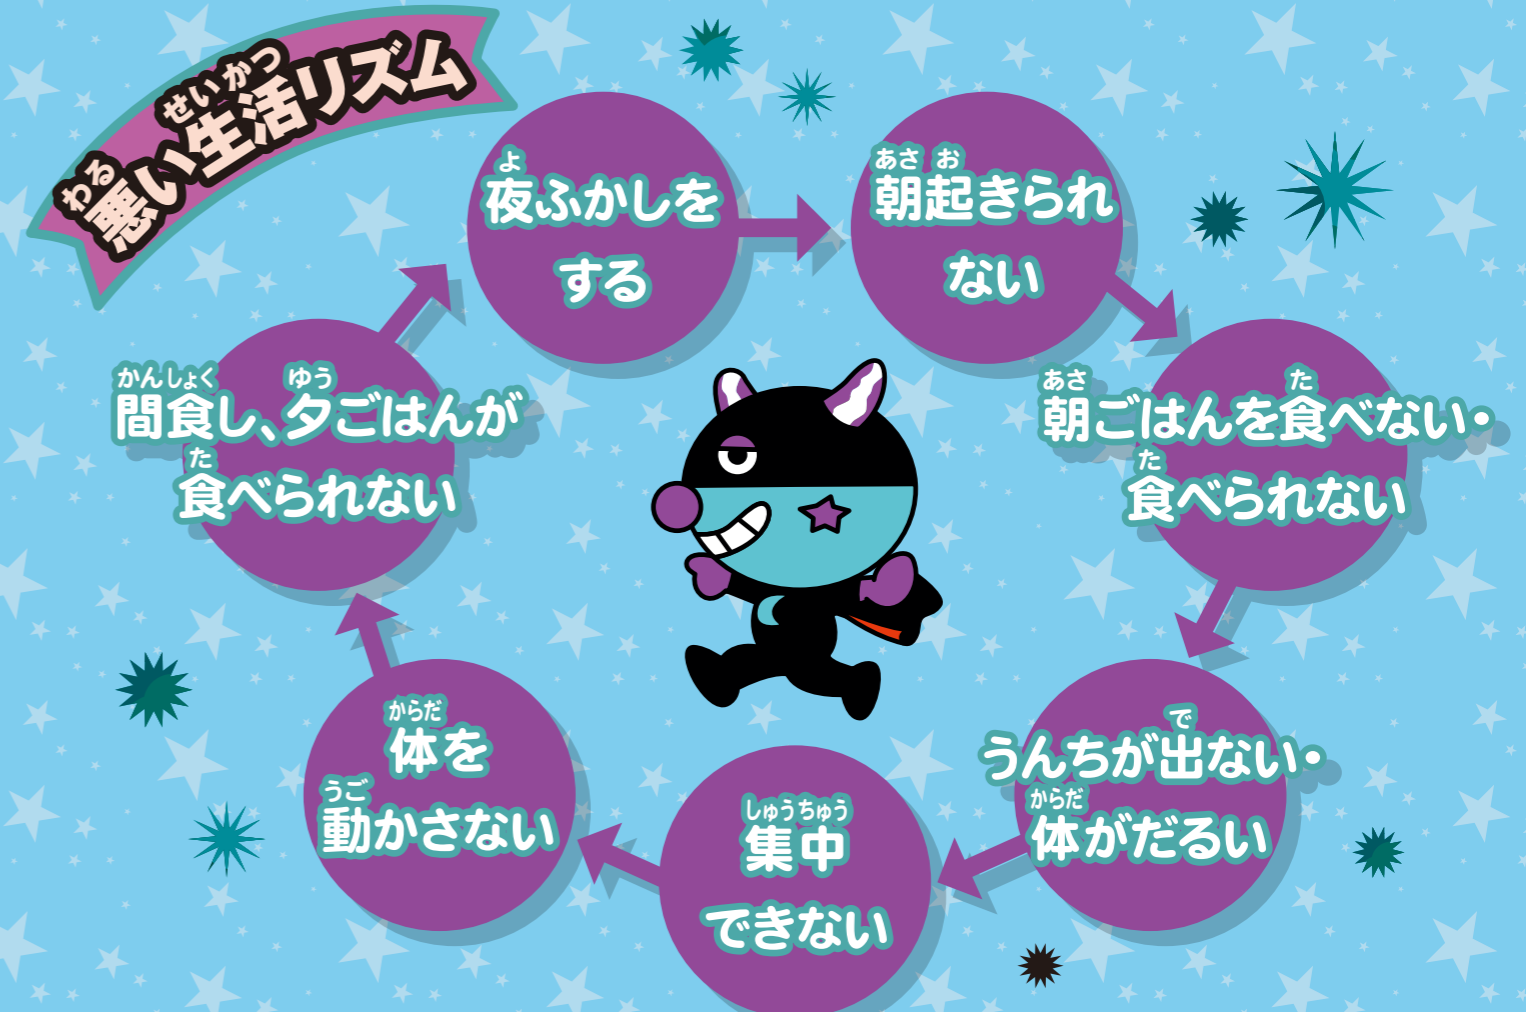 悪い生活リズム
わる せいかつ
よ
夜ふかしを
する
あさ お
朝起きられ
ない
あさ た
朝ごはんを食べない・
た
食べられない
で
うんちが出ない・
からだ
体がだるい
しゅうちゅう
集中
できない
からだ
体を
うご
動かさない
かんしょく ゆう
間食し、夕ごはんが
た
食べられない